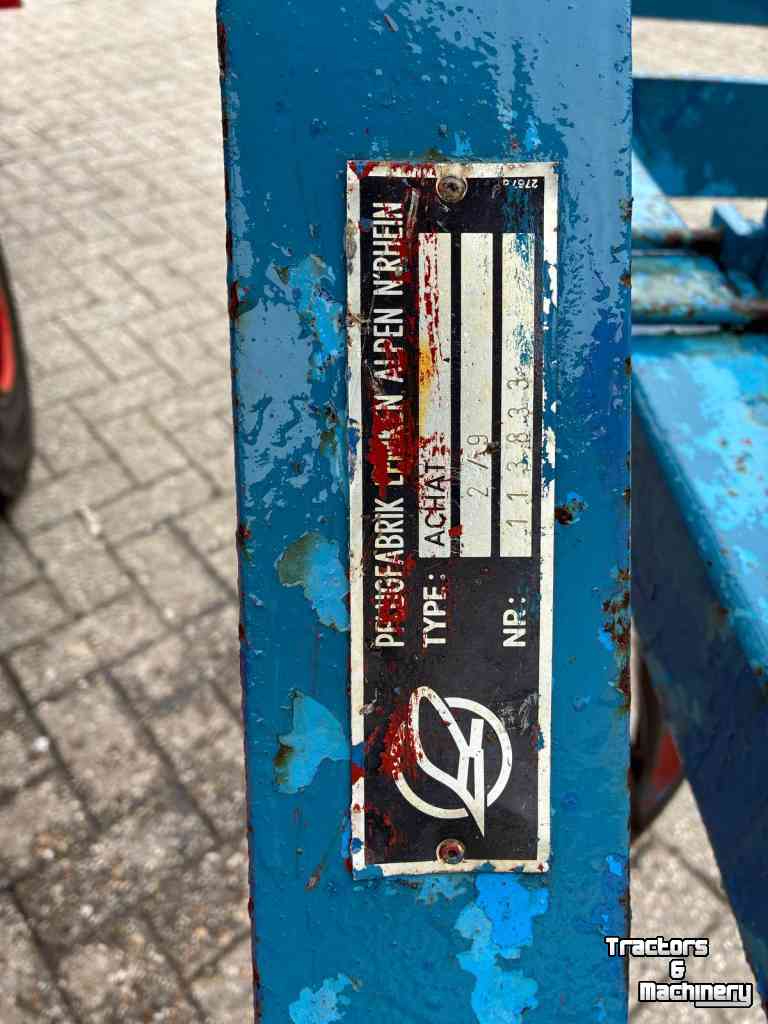 PFLUGFABRIK LEMKEN ALPEN N'RHEIN
TYPE: ACHAT
2/9
NR.: 113833
Tractors
&
Machinery